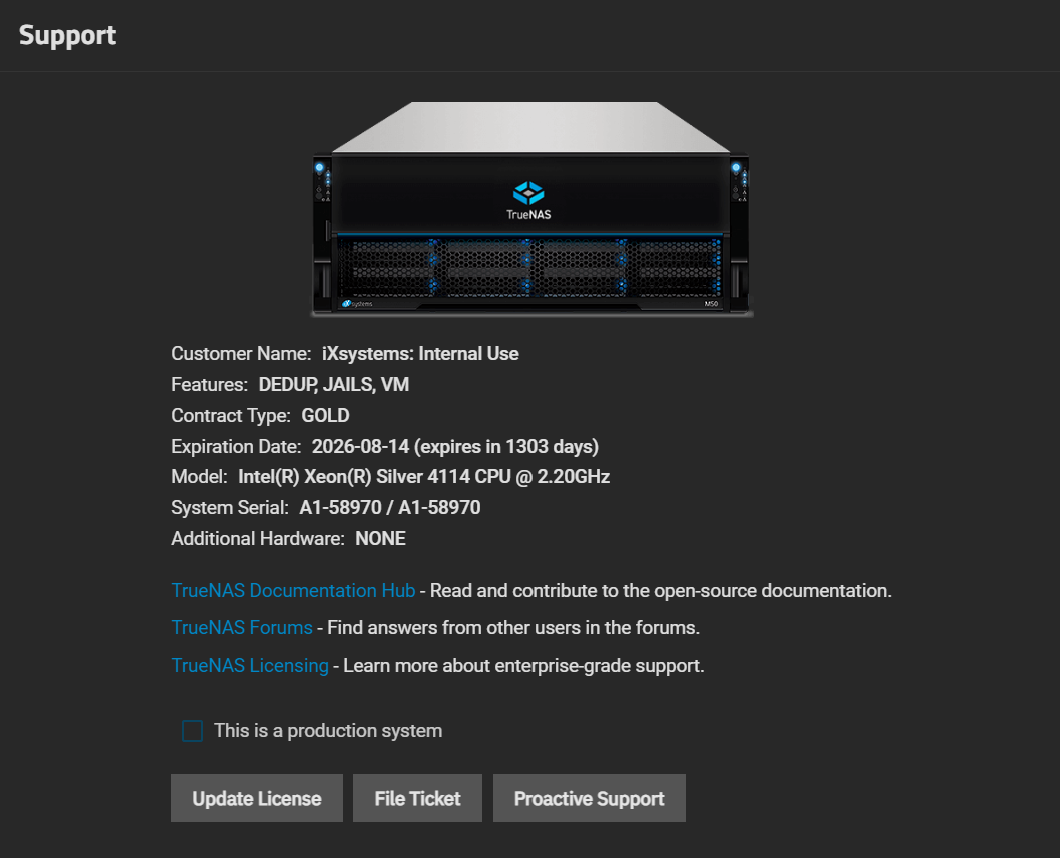 Support
TrueNAS
iXsystems
M50
Customer Name: iXsystems: Internal Use
Features: DEDUP, JAILS, VM
Contract Type: GOLD
Expiration Date: 2026-08-14 (expires in 1303 days)
Model: Intel(R) Xeon(R) Silver 4114 CPU @ 2.20GHz
System Serial: A1-58970 / A1-58970
Additional Hardware: NONE
TrueNAS Documentation Hub - Read and contribute to the open-source documentation.
TrueNAS Forums - Find answers from other users in the forums.
TrueNAS Licensing - Learn more about enterprise-grade support.
This is a production system
Update License
File Ticket
Proactive Support